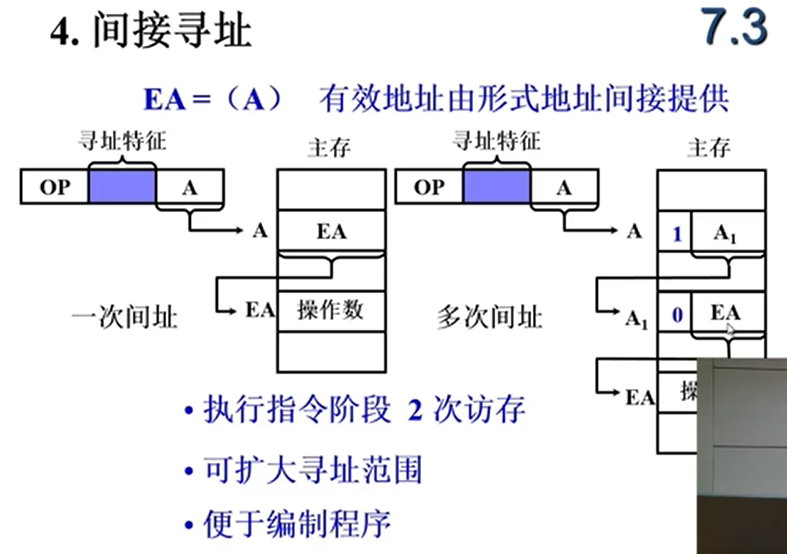 4. 间接寻址
7.3
EA =（A） 有效地址由形式地址间接提供
寻址特征
主存
OP
A
A
EA
EA
操作数
一次间址
寻址特征
主存
OP
A
A
1
A₁
A₁
0
EA
EA
操
多次间址
• 执行指令阶段 2 次访存
• 可扩大寻址范围
• 便于编制程序